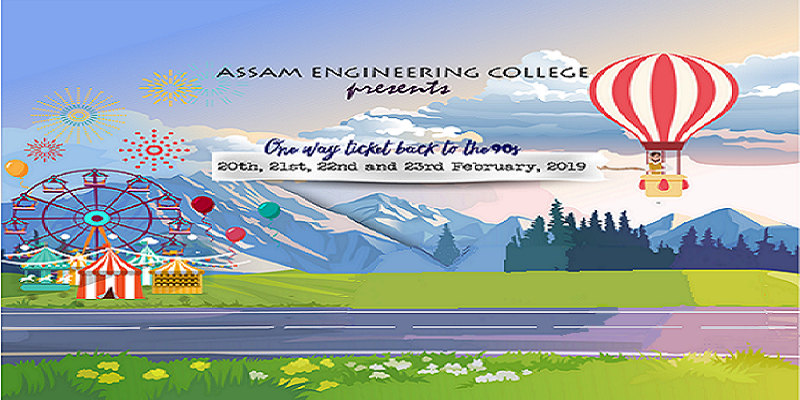 ASSAM ENGINEERING COLLEGE
presents
One way ticket back to the 90s
20th, 21st, 22nd and 23rd February, 2019